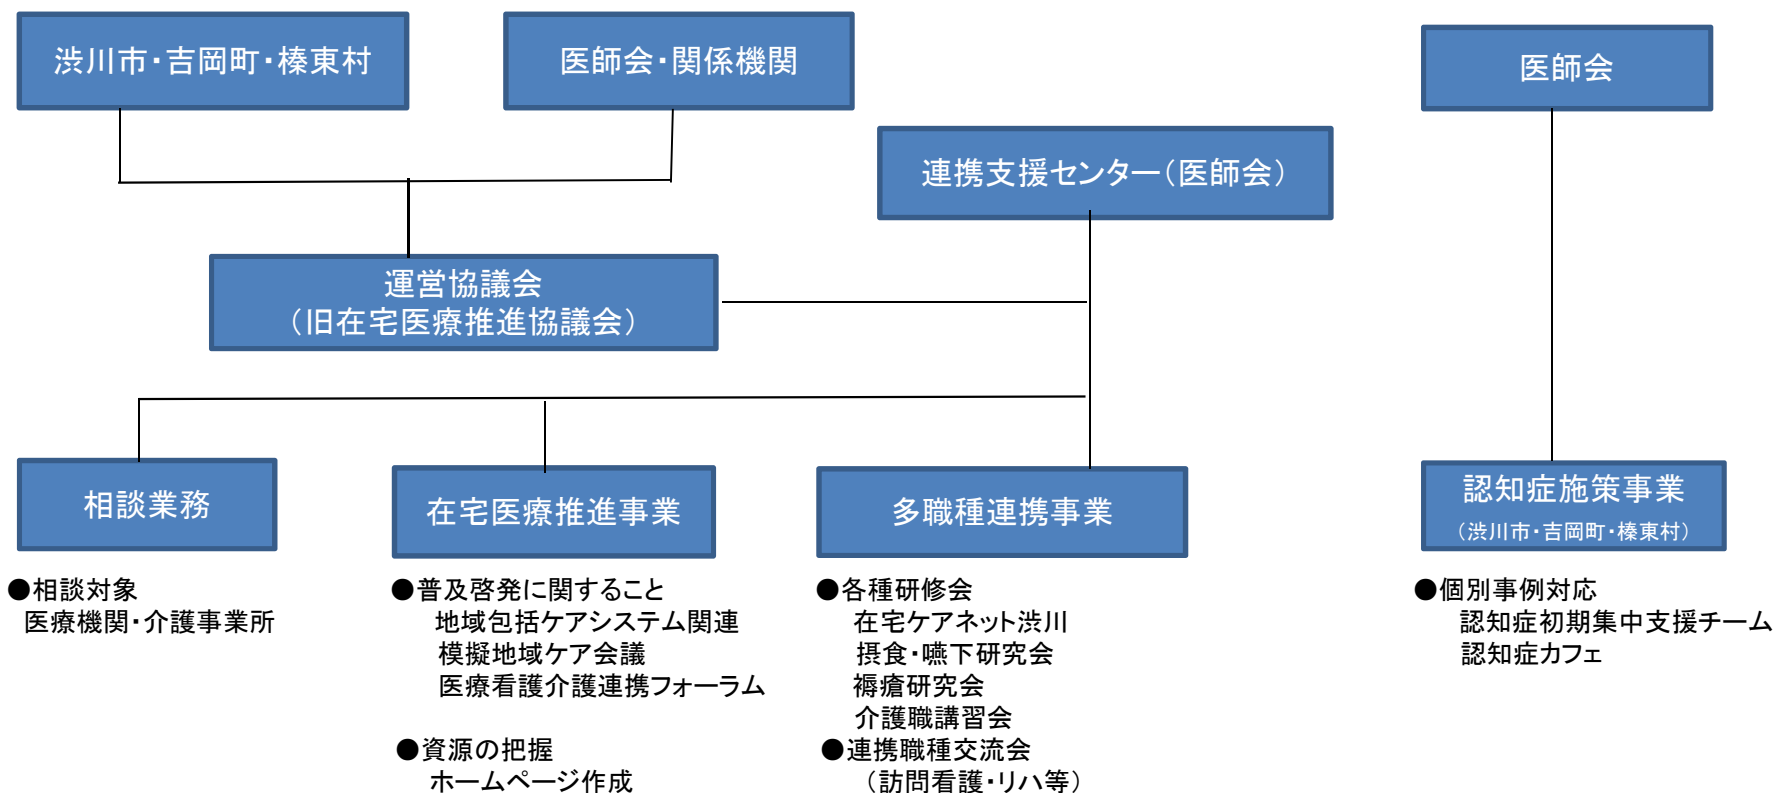 渋川市・吉岡町・榛東村
医師会・関係機関
医師会
連携支援センター（医師会）
運営協議会
（旧在宅医療推進協議会）
相談業務
●相談対象
医療機関・介護事業所
在宅医療推進事業
●普及啓発に関すること
地域包括ケアシステム関連
模擬地域ケア会議
医療看護介護連携フォーラム
●資源の把握
ホームページ作成
多職種連携事業
●各種研修会
在宅ケアネット渋川
摂食・嚥下研究会
褥瘡研究会
介護職講習会
●連携職種交流会
（訪問看護・リハ等）
認知症施策事業
（渋川市・吉岡町・榛東村）
●個別事例対応
認知症初期集中支援チーム
認知症カフェ